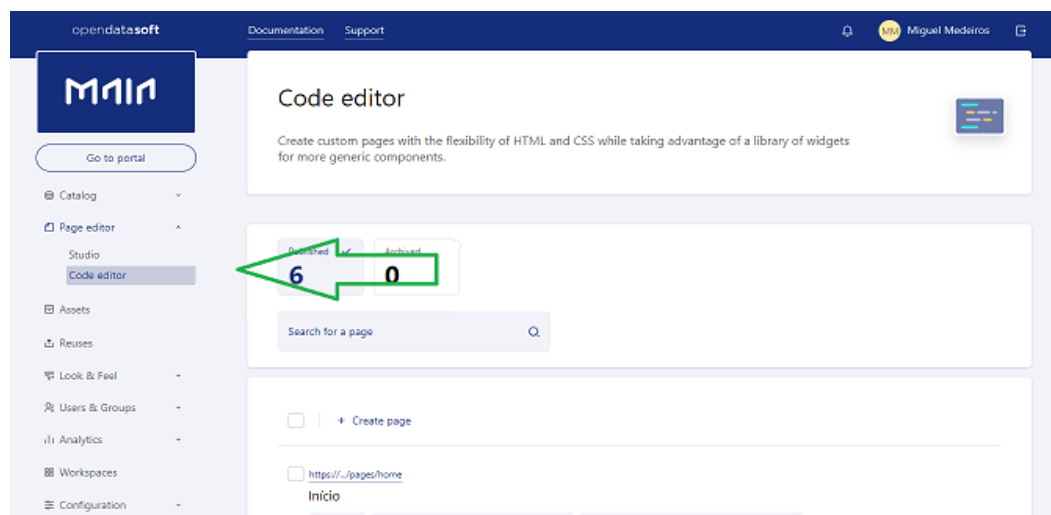 opendatasoft
Documentation Support
MM Miguel Medeiros
MAIA
Go to portal
Catalog
Page editor
Studio
Code editor
Assets
Reuses
Look & Feel
Users & Groups
Analytics
Workspaces
Configuration
Code editor
Create custom pages with the flexibility of HTML and CSS while taking advantage of a library of widgets
for more generic components.
Published Archived
6 0
Search for a page
+ Create page
https://.../pages/home
Início